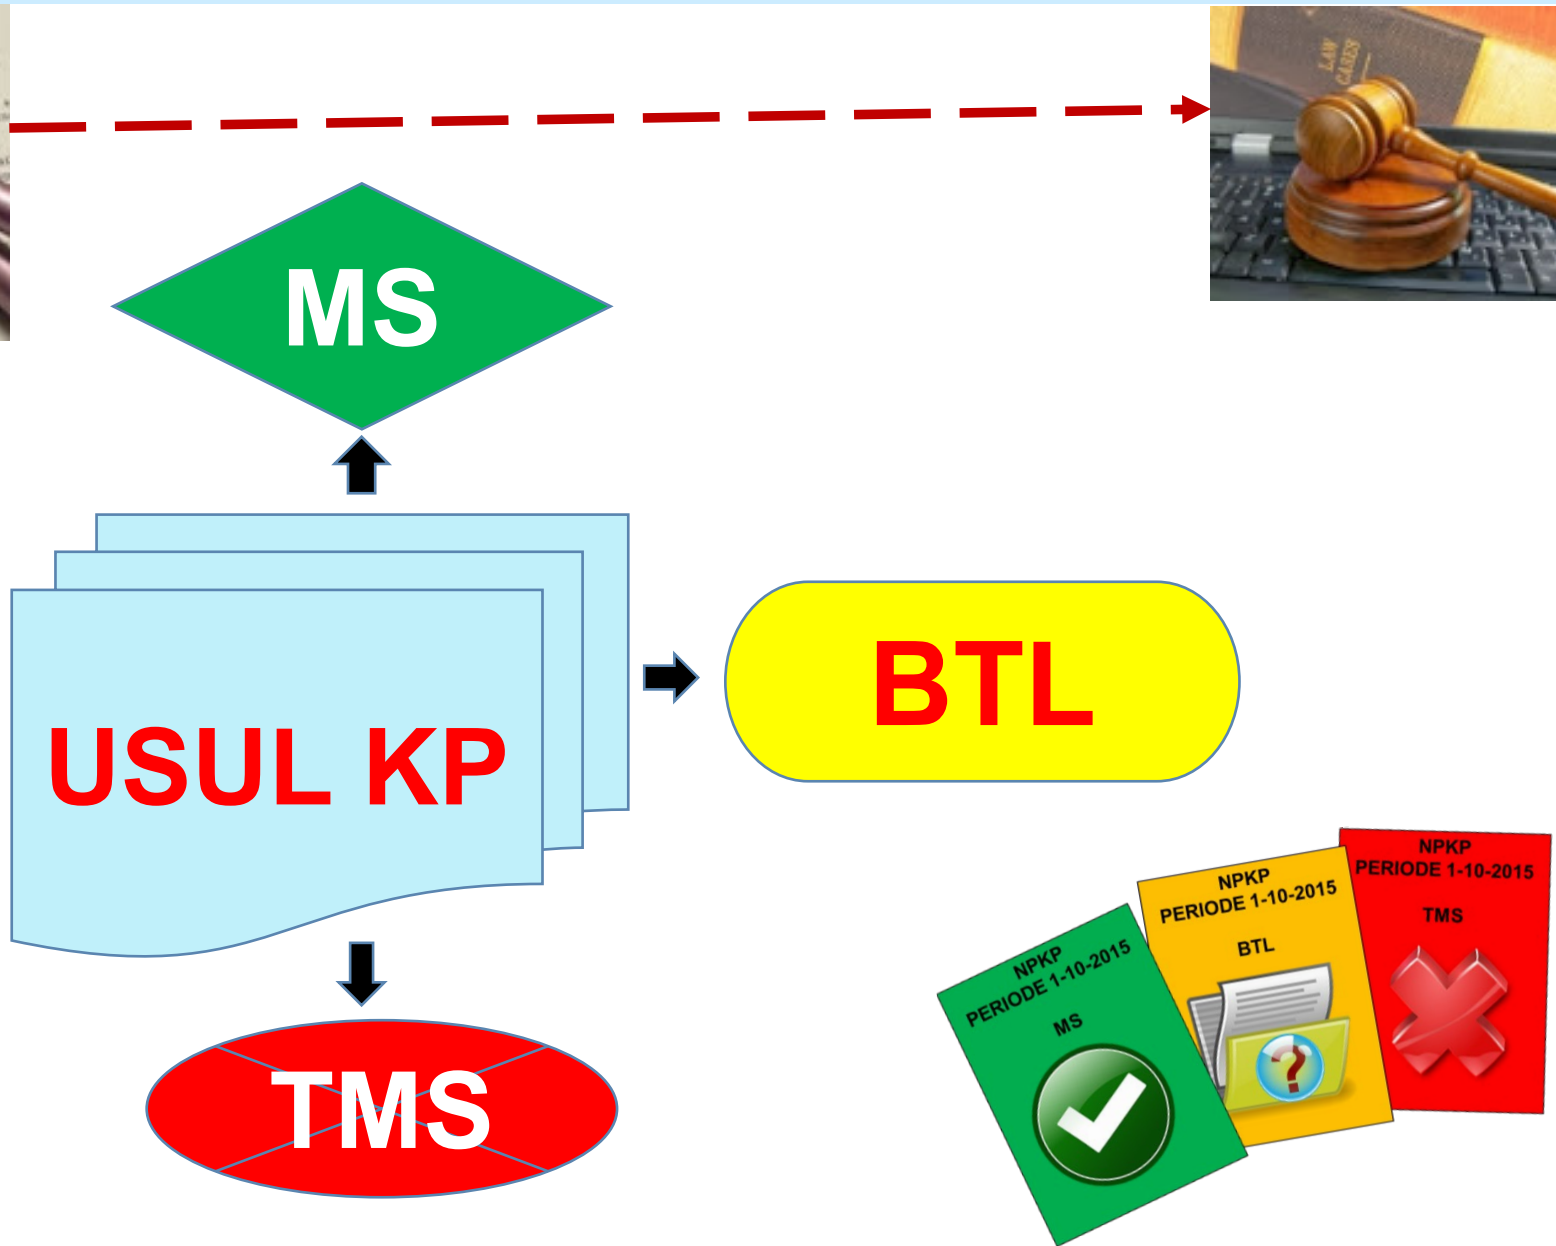 LAW
CASES
MS
USUL KP
BTL
TMS
NPKP
PERIODE 1-10-2015
MS
NPKP
PERIODE 1-10-2015
BTL
NPKP
PERIODE 1-10-2015
TMS